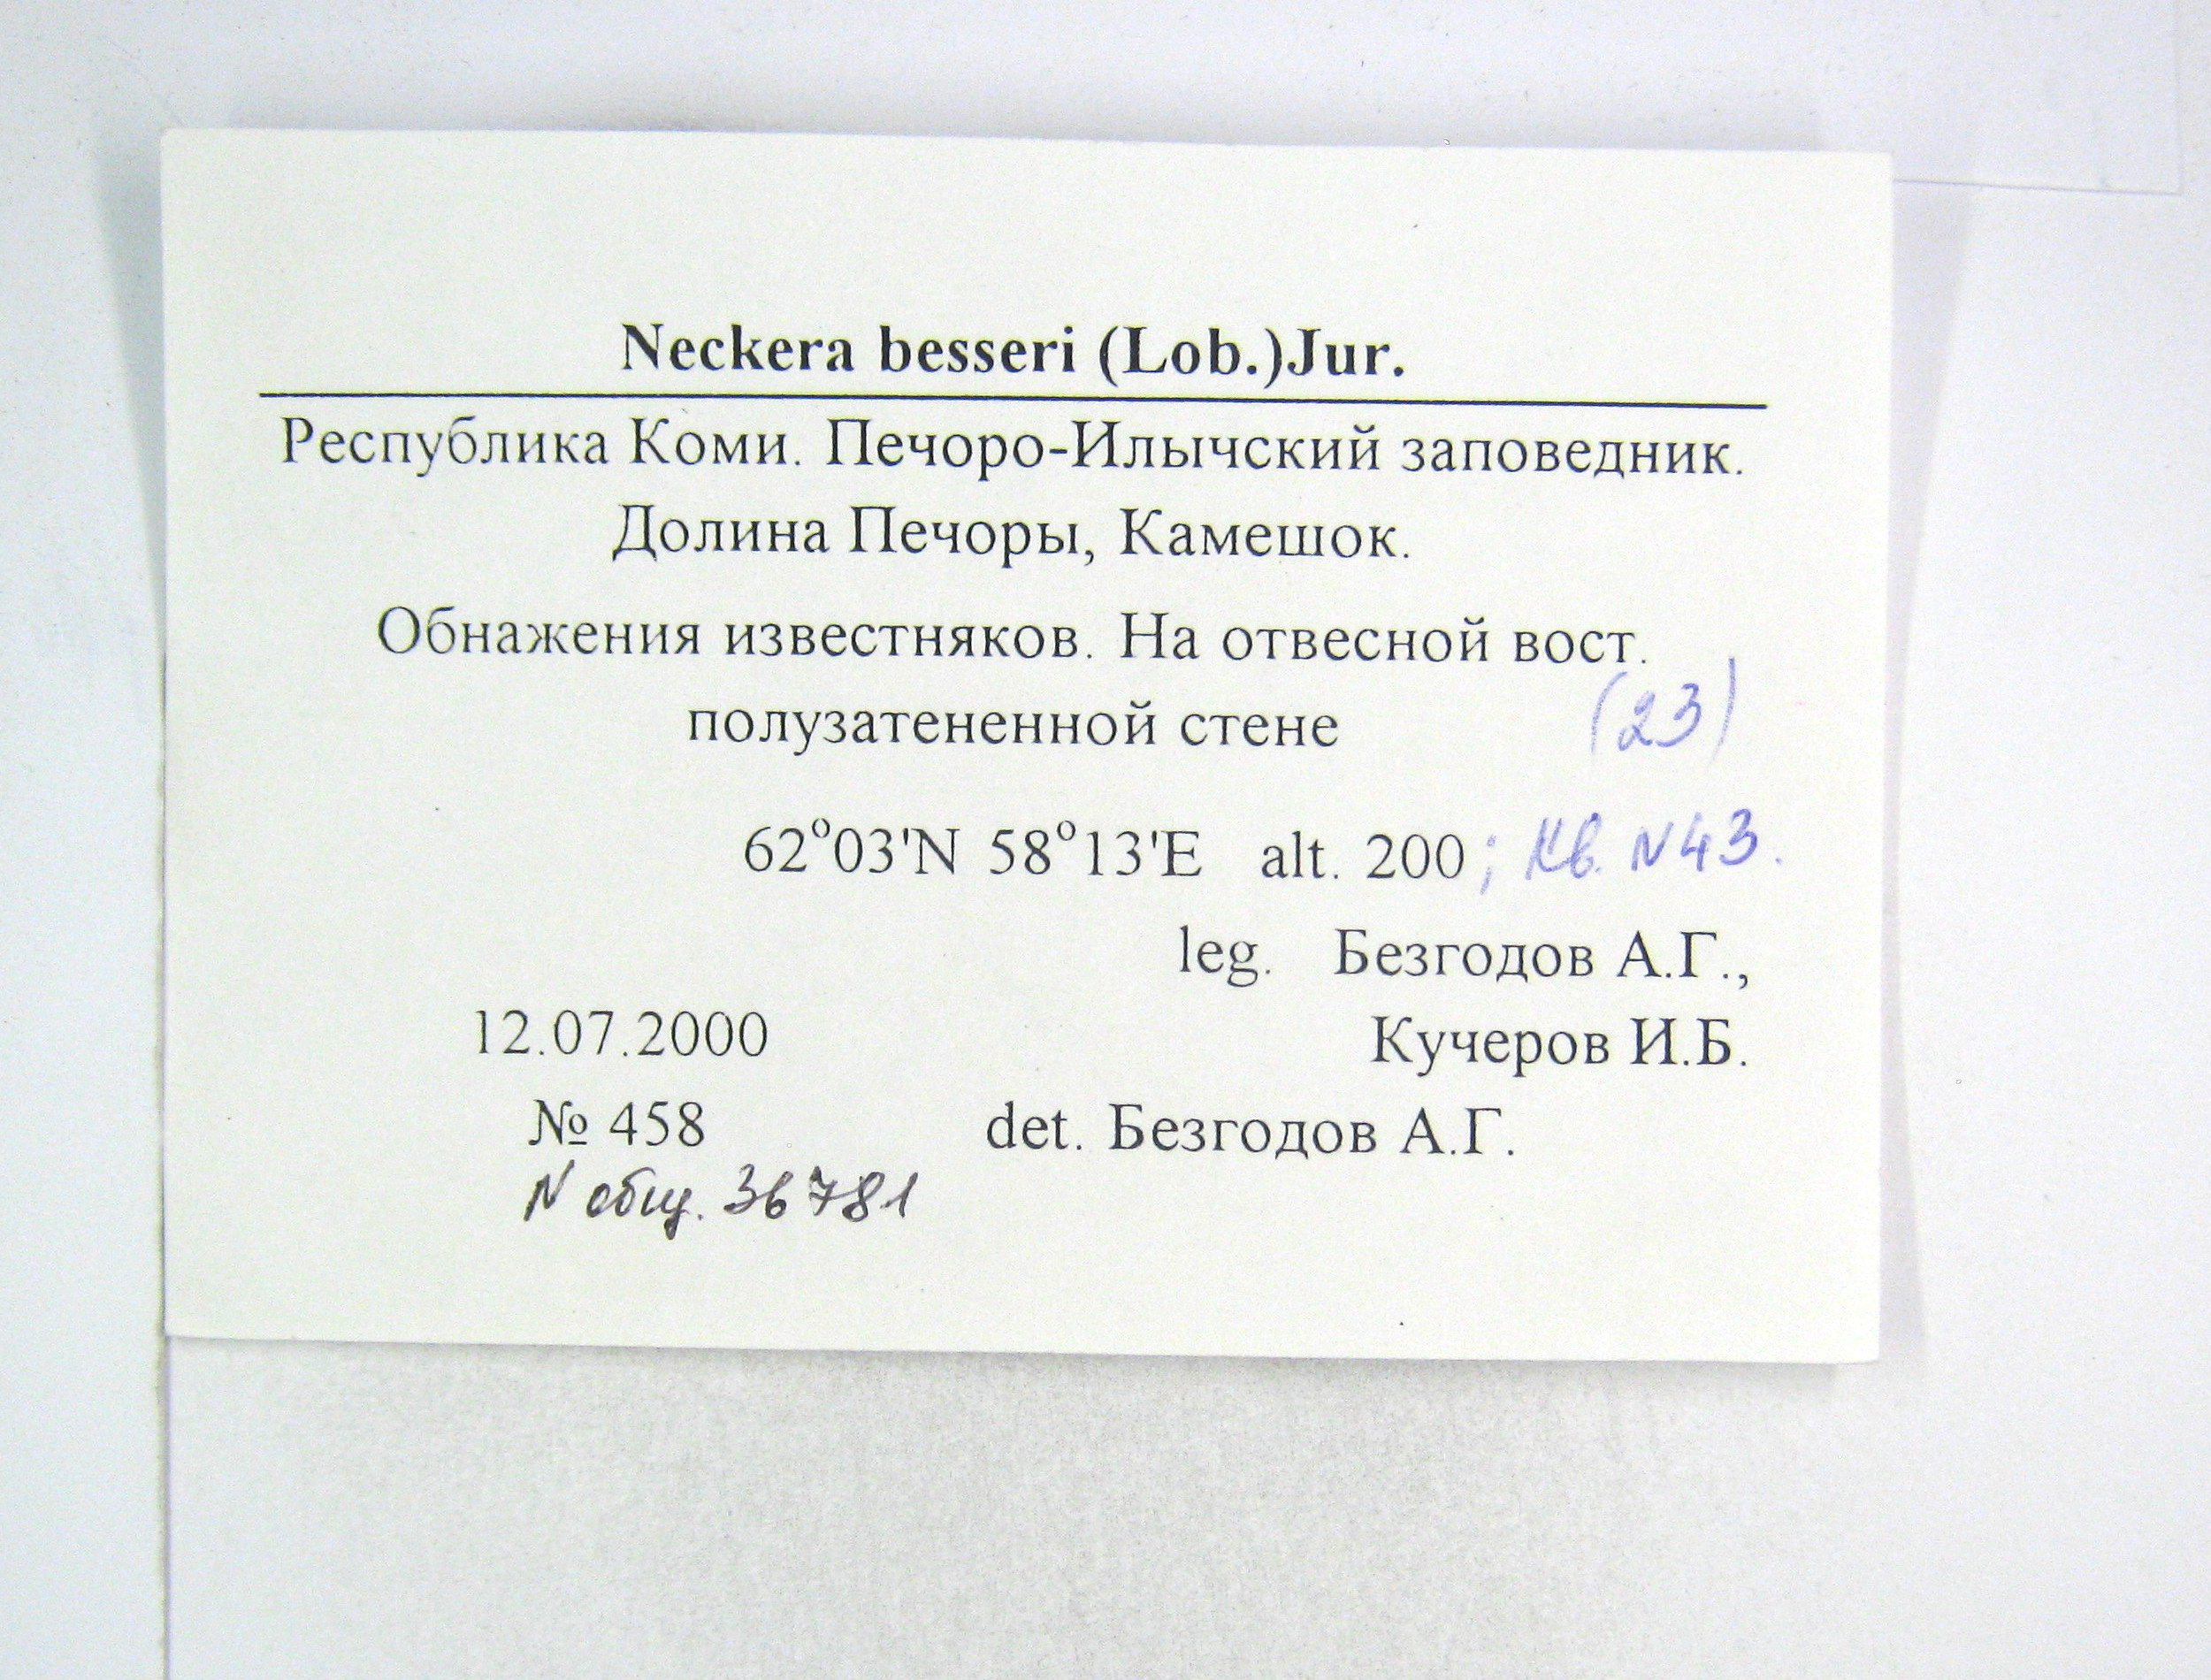 Neckera besseri (Lob.)Jur.
Республика Коми. Печоро-Илычский заповедник.
Долина Печоры, Камешок.
Обнажения известняков. На отвесной вост.
полузатененной стене (23)
62°03'N 58°13'E alt. 200 ; Кв. N43.
leg. Безгодов А.Г.,
12.07.2000 Кучеров И.Б.
№ 458 det. Безгодов А.Г.
N общ. 36781